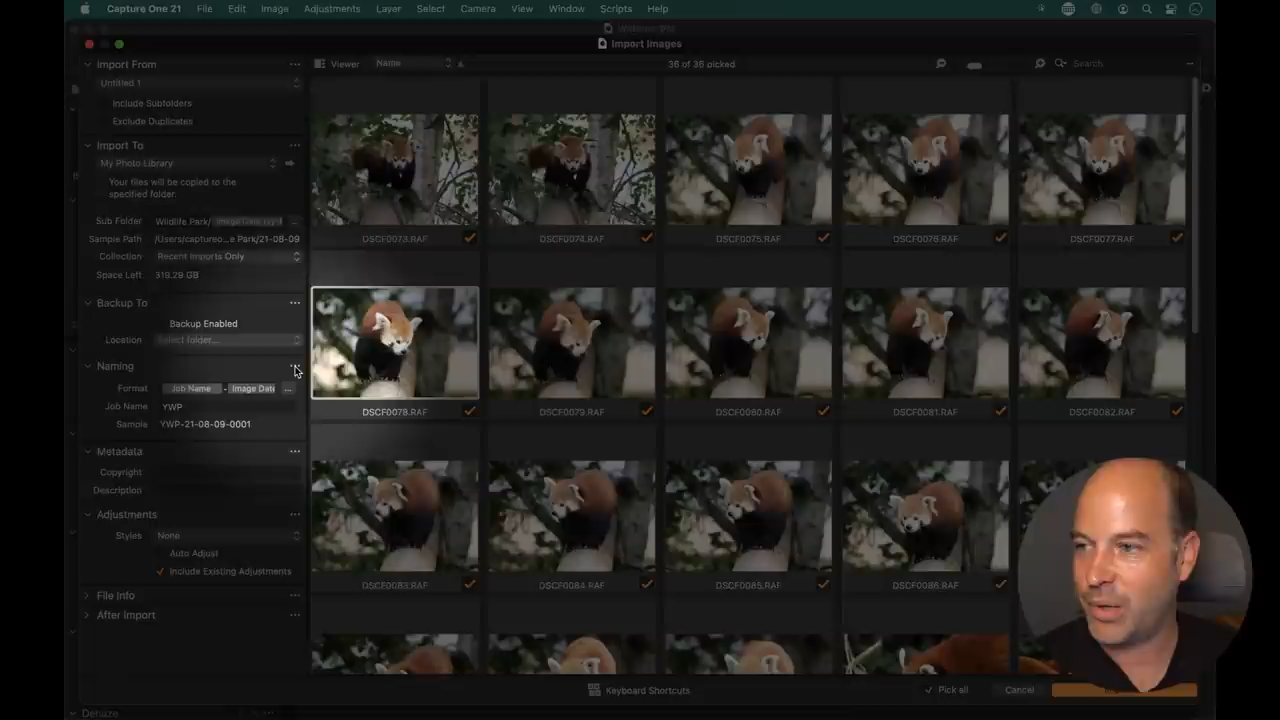 Capture One 21 File Edit Image Adjustments Layer Select Camera View Window Scripts Help
Import Images
Import From
Untitled 1
Include Subfolders
Exclude Duplicates
Import To
My Photo Library
Your files will be copied to the
specified folder.
Sub Folder Wildlife Park/
Sample Path /Users/captureo...e Park/21-08-09
Collection Recent Imports Only
Space Left 319.29 GB
Backup To
Backup Enabled
Location Select folder...
Naming
Format Job Name - Image Date ...
Job Name YWP
Sample YWP-21-08-09-0001
Metadata
Copyright
Description
Adjustments
Styles None
Auto Adjust
Include Existing Adjustments
File Info
After Import
Viewer Name 36 of 36 picked Search
DSCF0073.RAF DSCF0074.RAF DSCF0075.RAF DSCF0076.RAF DSCF0077.RAF
DSCF0078.RAF DSCF0079.RAF DSCF0080.RAF DSCF0081.RAF DSCF0082.RAF
DSCF0083.RAF DSCF0084.RAF DSCF0085.RAF DSCF0086.RAF
Keyboard Shortcuts Pick all Cancel
Dehaze